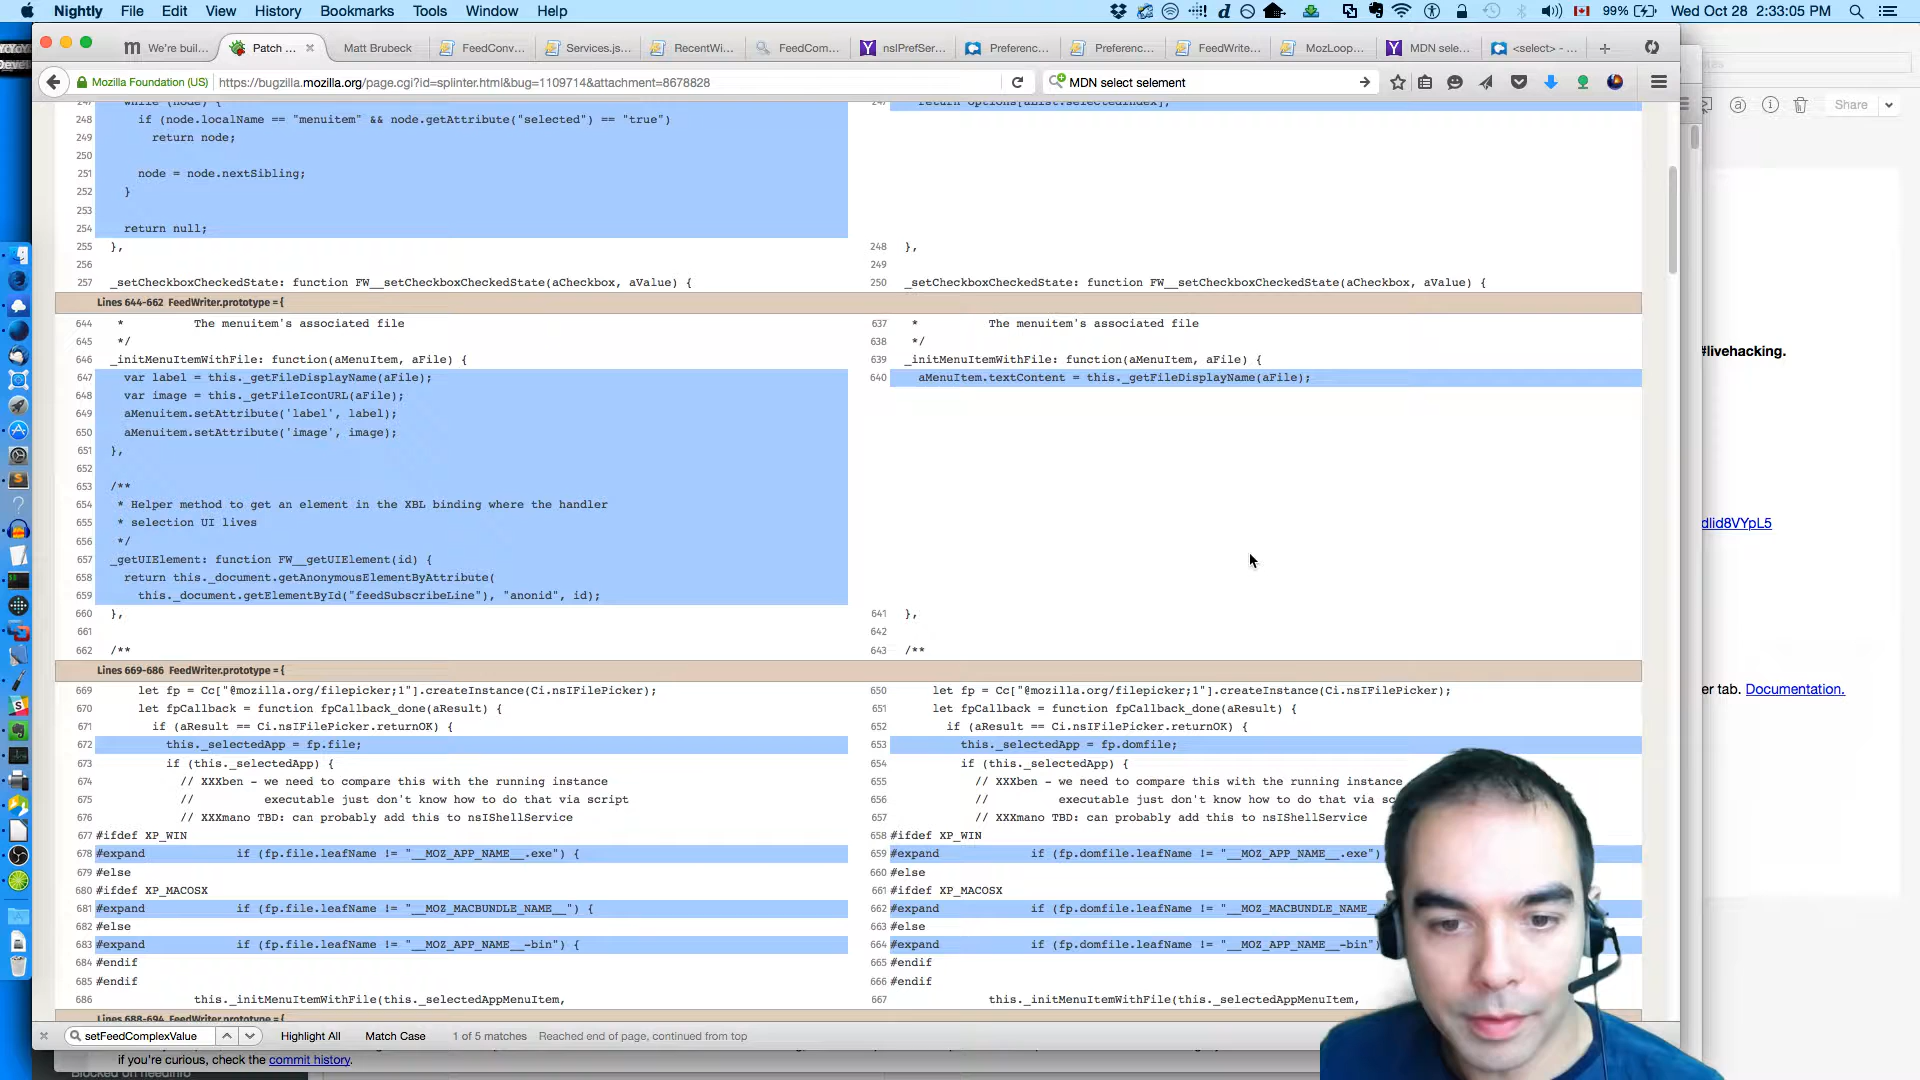 Nightly File Edit View History Bookmarks Tools Window Help 99% Wed Oct 28 2:33:05 PM
We're buil... Patch ... Matt Brubeck FeedConv... Services.js... RecentWi... FeedCom... nsIPrefSer... Preferenc... Preferenc... FeedWrite... MozLoop... MDN sele... <select> - ...
Mozilla Foundation (US) https://bugzilla.mozilla.org/page.cgi?id=splinter.html&bug=1109714&attachment=8678828 MDN select selement
Share
247 while (node) {
248 if (node.localName == "menuitem" && node.getAttribute("selected") == "true")
249 return node;
250
251 node = node.nextSibling;
252 }
253
254 return null;
255 },
256
257 _setCheckboxCheckedState: function FW__setCheckboxCheckedState(aCheckbox, aValue) {
247 return options[aList.selectedIndex];
248 },
249
250 _setCheckboxCheckedState: function FW__setCheckboxCheckedState(aCheckbox, aValue) {
Lines 644-662 FeedWriter.prototype = {
644 * The menuitem's associated file
645 */
646 _initMenuItemWithFile: function(aMenuItem, aFile) {
647 var label = this._getFileDisplayName(aFile);
648 var image = this._getFileIconURL(aFile);
649 aMenuitem.setAttribute('label', label);
650 aMenuitem.setAttribute('image', image);
651 },
652
653 /**
654 * Helper method to get an element in the XBL binding where the handler
655 * selection UI lives
656 */
657 _getUIElement: function FW__getUIElement(id) {
658 return this._document.getAnonymousElementByAttribute(
659 this._document.getElementById("feedSubscribeLine"), "anonid", id);
660 },
661
662 /**
637 * The menuitem's associated file
638 */
639 _initMenuItemWithFile: function(aMenuItem, aFile) {
640 aMenuItem.textContent = this._getFileDisplayName(aFile);
641 },
642
643 /**
Lines 669-686 FeedWriter.prototype = {
669 let fp = Cc["@mozilla.org/filepicker;1"].createInstance(Ci.nsIFilePicker);
670 let fpCallback = function fpCallback_done(aResult) {
671 if (aResult == Ci.nsIFilePicker.returnOK) {
672 this._selectedApp = fp.file;
673 if (this._selectedApp) {
674 // XXXben - we need to compare this with the running instance
675 // executable just don't know how to do that via script
676 // XXXmano TBD: can probably add this to nsIShellService
677 #ifdef XP_WIN
678 #expand if (fp.file.leafName != "__MOZ_APP_NAME__.exe") {
679 #else
680 #ifdef XP_MACOSX
681 #expand if (fp.file.leafName != "__MOZ_MACBUNDLE_NAME__") {
682 #else
683 #expand if (fp.file.leafName != "__MOZ_APP_NAME__-bin") {
684 #endif
685 #endif
686 this._initMenuItemWithFile(this._selectedAppMenuItem,
650 let fp = Cc["@mozilla.org/filepicker;1"].createInstance(Ci.nsIFilePicker);
651 let fpCallback = function fpCallback_done(aResult) {
652 if (aResult == Ci.nsIFilePicker.returnOK) {
653 this._selectedApp = fp.domfile;
654 if (this._selectedApp) {
655 // XXXben - we need to compare this with the running instance
656 // executable just don't know how to do that via sc
657 // XXXmano TBD: can probably add this to nsIShellService
658 #ifdef XP_WIN
659 #expand if (fp.domfile.leafName != "__MOZ_APP_NAME__.exe")
660 #else
661 #ifdef XP_MACOSX
662 #expand if (fp.domfile.leafName != "__MOZ_MACBUNDLE_NAME_
663 #else
664 #expand if (fp.domfile.leafName != "__MOZ_APP_NAME__-bin")
665 #endif
666 #endif
667 this._initMenuItemWithFile(this._selectedAppMenuItem,
Lines 688-694 FeedWriter.prototype = {
#livehacking.
dlid8VYpL5
er tab. Documentation.
setFeedComplexValue Highlight All Match Case 1 of 5 matches Reached end of page, continued from top
if you're curious, check the commit history.
Blocked on needinfo